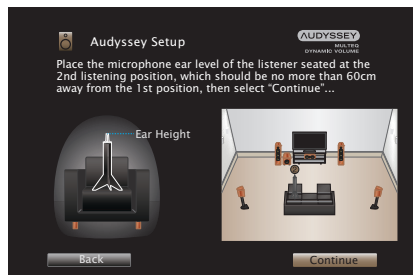 Audyssey Setup
AUDYSSEY
MULTEQ
DYNAMIC VOLUME
Place the microphone ear level of the listener seated at the
2nd listening position, which should be no more than 60cm
away from the 1st position, then select “Continue”...
Ear Height
Back
Continue